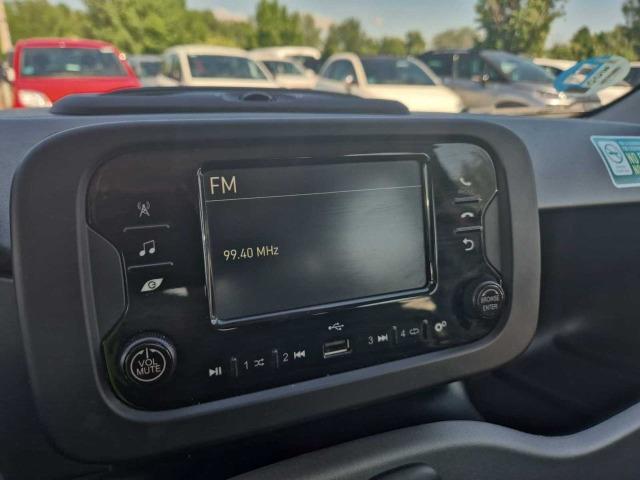 FM
99.40 MHz
VOL
MUTE
1
2
3
4
BROWSE
ENTER